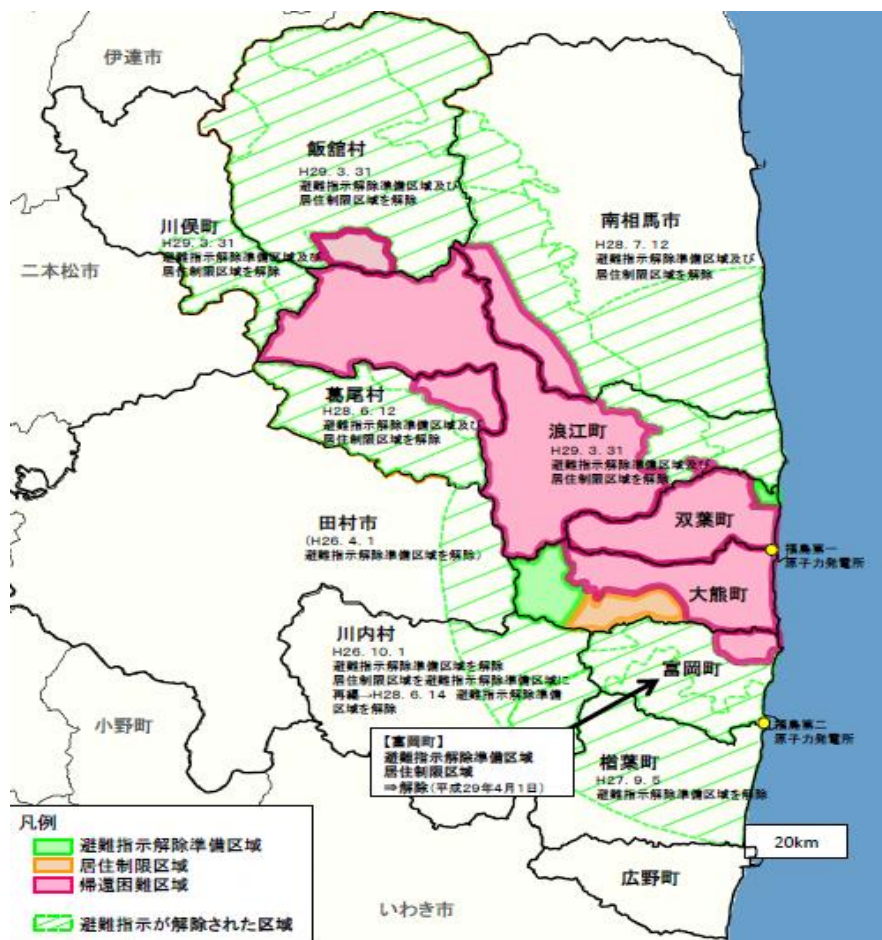 伊達市
飯舘村
H29. 3. 31
避難指示解除準備区域及び
居住制限区域を解除
川俣町
H29. 3. 31
避難指示解除準備区域及び
居住制限区域を解除
二本松市
南相馬市
H28. 7. 12
避難指示解除準備区域及び
居住制限区域を解除
葛尾村
H28. 6. 12
避難指示解除準備区域及び
居住制限区域を解除
浪江町
H29. 3. 31
避難指示解除準備区域及び
居住制限区域を解除
田村市
(H26. 4. 1
避難指示解除準備区域を解除)
双葉町
福島第一
原子力発電所
大熊町
川内村
H26. 10. 1
避難指示解除準備区域を解除
居住制限区域を避難指示解除準備区域に
再編→H28. 6. 14 避難指示解除準備
区域を解除
富岡町
小野町
福島第二
原子力発電所
【富岡町】
避難指示解除準備区域
居住制限区域
⇒解除(平成29年4月1日)
楢葉町
H27. 9. 5
避難指示解除準備区域を解除
20km
広野町
いわき市
凡例
避難指示解除準備区域
居住制限区域
帰還困難区域
避難指示が解除された区域